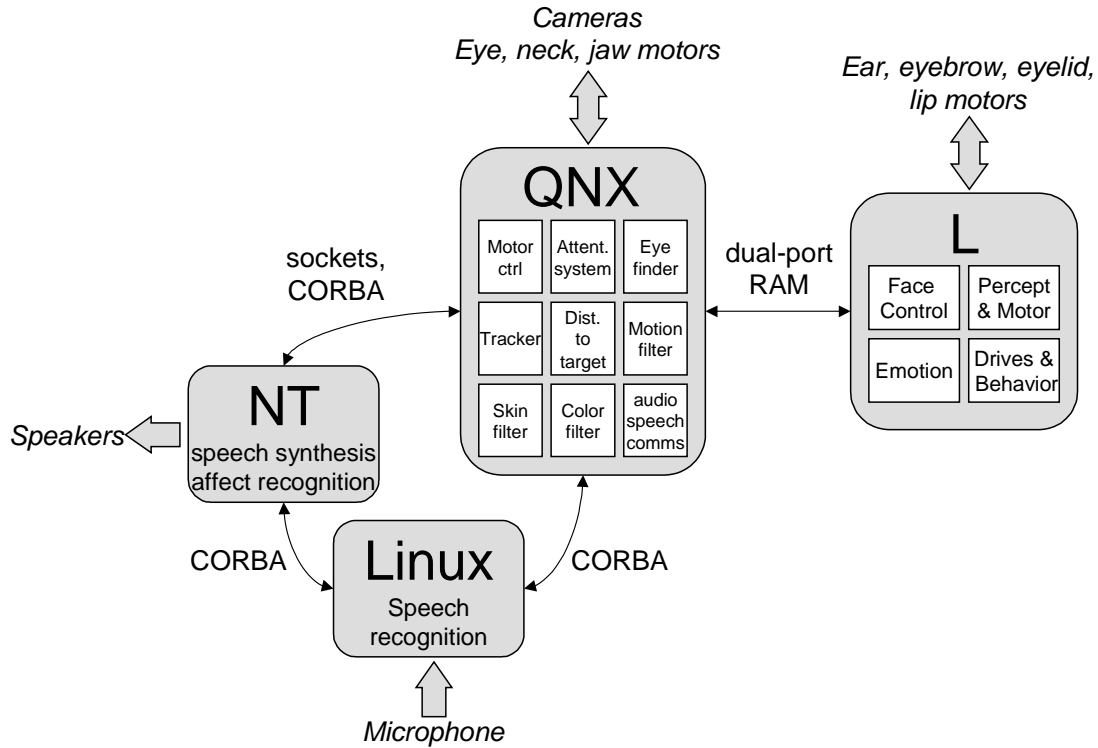 Cameras
Eye, neck, jaw motors
Ear, eyebrow, eyelid,
lip motors
QNX
Motor
ctrl
Attent.
system
Eye
finder
Tracker
Dist.
to
target
Motion
filter
Skin
filter
Color
filter
audio
speech
comms
sockets,
CORBA
dual-port
RAM
L
Face
Control
Percept
& Motor
Emotion
Drives &
Behavior
NT
speech synthesis
affect recognition
Speakers
CORBA
Linux
Speech
recognition
CORBA
Microphone